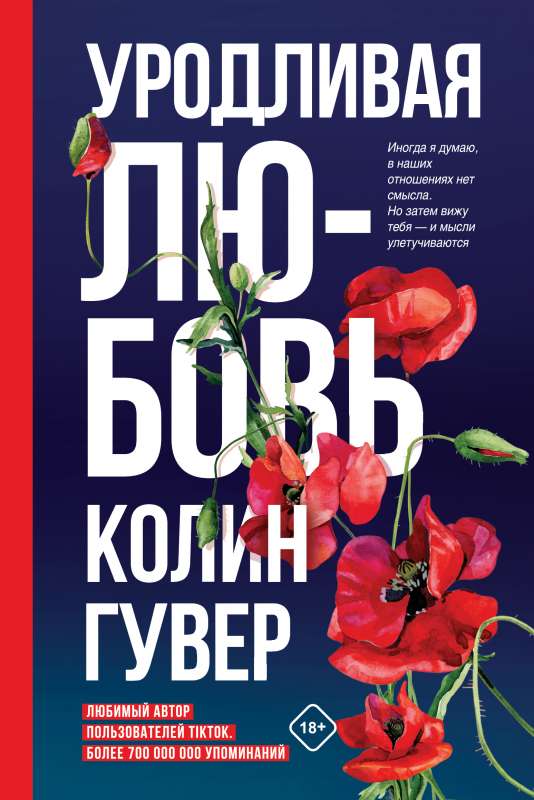 УРОДЛИВАЯ
ЛЮ-
БОВЬ
Иногда я думаю,
в наших
отношениях нет
смысла.
Но затем вижу
тебя — и мысли
улетучиваются
КОЛИН
ГУВЕР
ЛЮБИМЫЙ АВТОР
ПОЛЬЗОВАТЕЛЕЙ TIKTOK.
БОЛЕЕ 700 000 000 УПОМИНАНИЙ
18+